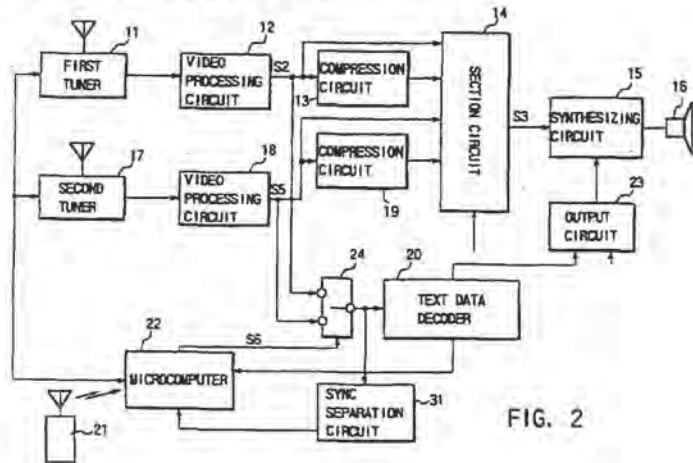 11
12
14
FIRST
TUNER
VIDEO
PROCESSING
CIRCUIT
S2
COMPRESSION
CIRCUIT
13
SECTION CIRCUIT
S3
15
SYNTHESIZING
CIRCUIT
16
17
18
SECOND
TUNER
VIDEO
PROCESSING
CIRCUIT
S5
COMPRESSION
CIRCUIT
19
23
OUTPUT
CIRCUIT
24
20
TEXT DATA
DECODER
22
S6
MICROCOMPUTER
SYNC
SEPARATION
CIRCUIT
31
21
FIG. 2